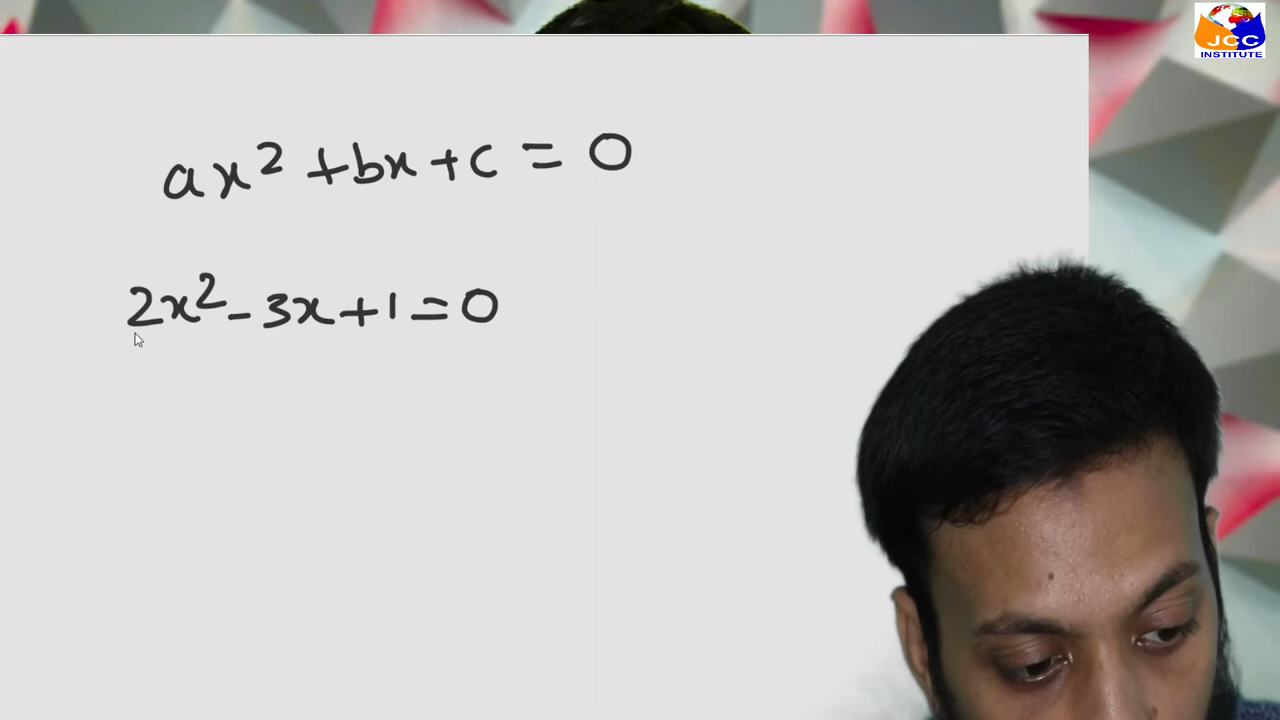 JCC
INSTITUTE
ax² + bx + c = 0
2x² - 3x + 1 = 0